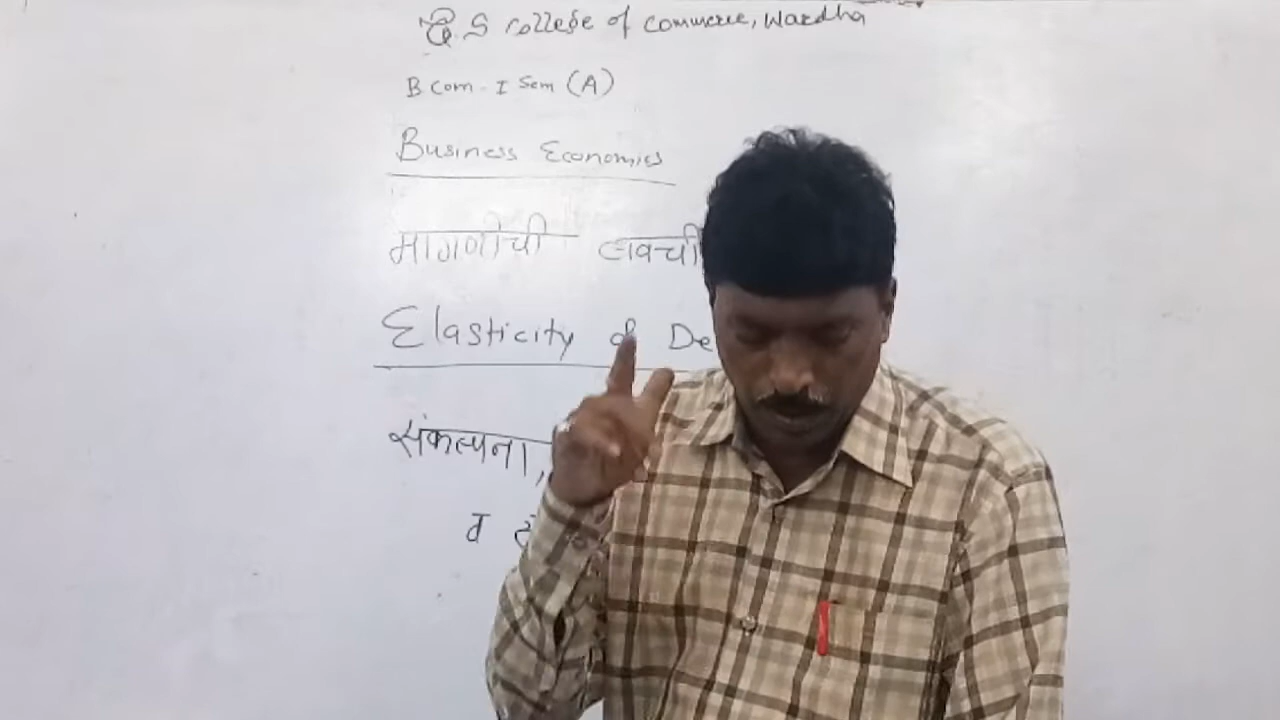 S College of Commerce, Wardha
B Com - I Sem (A)
Business Economics
मागणीची लवची
Elasticity of De
संकल्पना,
व